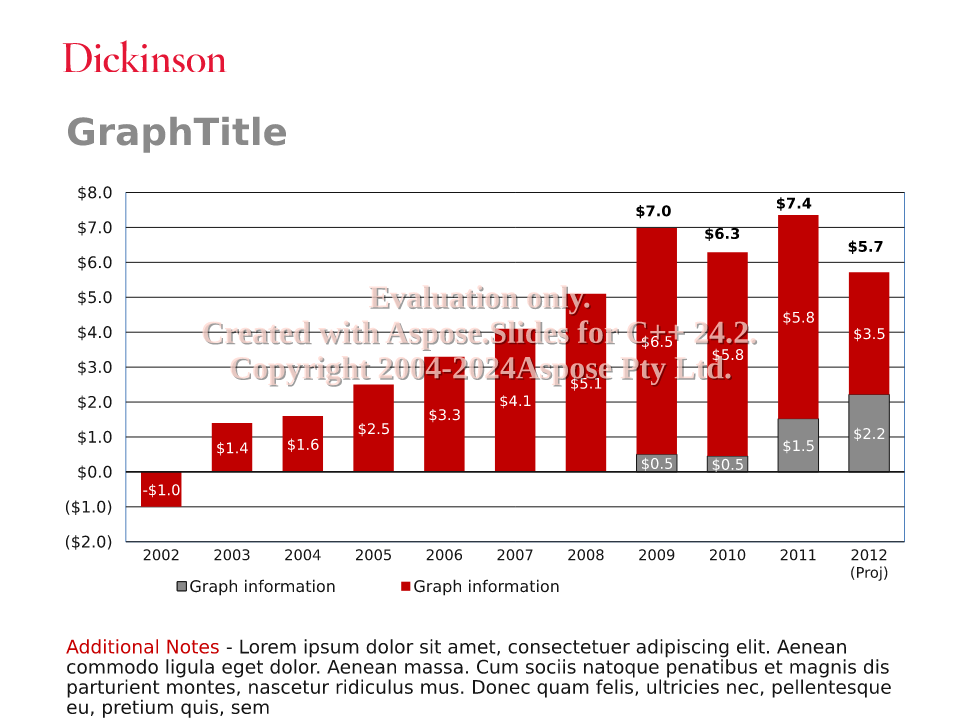 Dickinson
GraphTitle
$8.0
$7.0
$6.0
$5.0
$4.0
$3.0
$2.0
$1.0
$0.0
($1.0)
($2.0)
$7.0
$6.3
$7.4
$5.7
-$1.0
$1.4
$1.6
$2.5
$3.3
$4.1
$5.1
$6.5
$5.8
$5.8
$3.5
$0.5
$0.5
$1.5
$2.2
Evaluation only.
Created with Aspose.Slides for C++ 24.2.
Copyright 2004-2024Aspose Pty Ltd.
2002 2003 2004 2005 2006 2007 2008 2009 2010 2011 2012
(Proj)
Graph information Graph information
Additional Notes - Lorem ipsum dolor sit amet, consectetuer adipiscing elit. Aenean
commodo ligula eget dolor. Aenean massa. Cum sociis natoque penatibus et magnis dis
parturient montes, nascetur ridiculus mus. Donec quam felis, ultricies nec, pellentesque
eu, pretium quis, sem